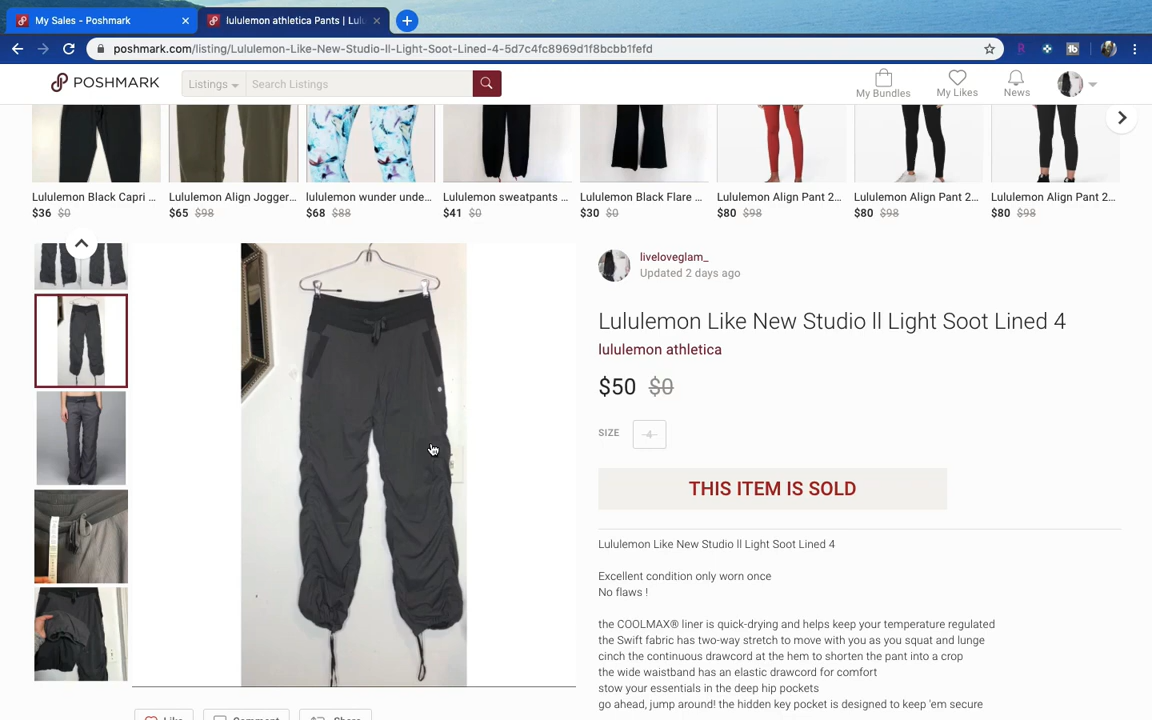 My Sales - Poshmark
lululemon athletica Pants | Lulu
poshmark.com/listing/Lululemon-Like-New-Studio-ll-Light-Soot-Lined-4-5d7c4fc8969d1f8bcbb1fefd
POSHMARK
Listings
Search Listings
My Bundles
My Likes
News
Lululemon Black Capri ...
$36 $0
Lululemon Align Jogger...
$65 $98
lululemon wunder unde...
$68 $88
Lululemon sweatpants ...
$41 $0
Lululemon Black Flare ...
$30 $0
Lululemon Align Pant 2...
$80 $98
Lululemon Align Pant 2...
$80 $98
Lululemon Align Pant 2...
$80 $98
liveloveglam_
Updated 2 days ago
Lululemon Like New Studio ll Light Soot Lined 4
lululemon athletica
$50 $0
SIZE 4
THIS ITEM IS SOLD
Lululemon Like New Studio ll Light Soot Lined 4
Excellent condition only worn once
No flaws !
the COOLMAX® liner is quick-drying and helps keep your temperature regulated
the Swift fabric has two-way stretch to move with you as you squat and lunge
cinch the continuous drawcord at the hem to shorten the pant into a crop
the wide waistband has an elastic drawcord for comfort
stow your essentials in the deep hip pockets
go ahead, jump around! the hidden key pocket is designed to keep 'em secure
Like
Comment
Share